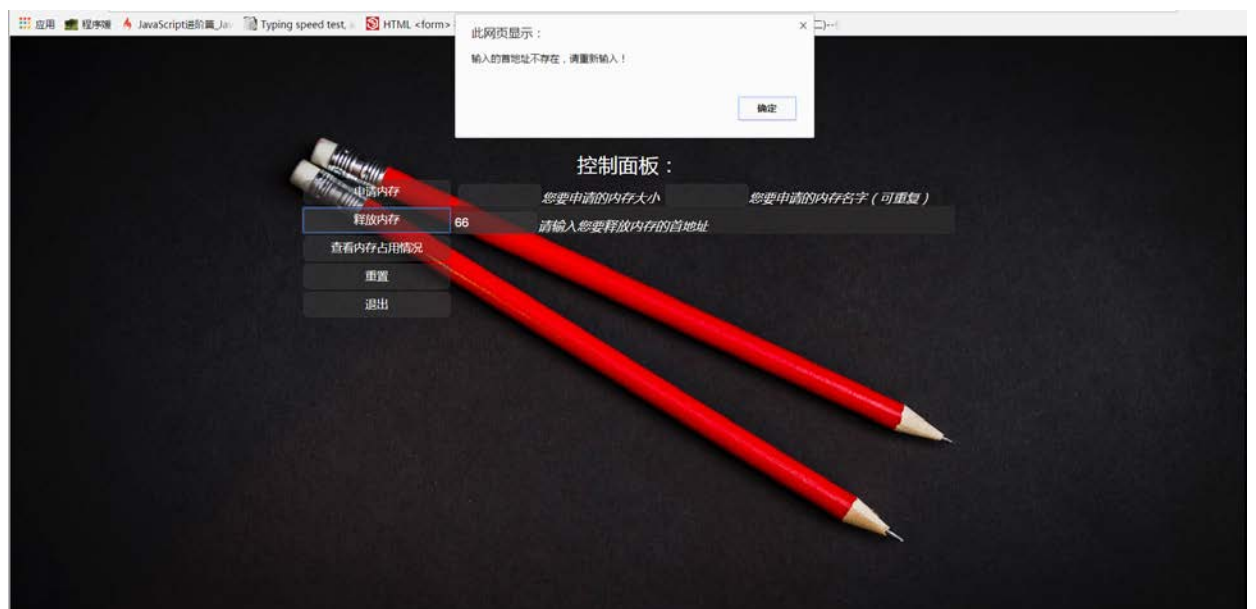 应用 程序媛 JavaScript进阶篇_Jav Typing speed test, HTML <form>
此网页显示：
输入的首地址不存在，请重新输入！
确定
控制面板：
申请内存 您要申请的内存大小 您要申请的内存名字（可重复）
释放内存 66 请输入您要释放内存的首地址
查看内存占用情况
重置
退出